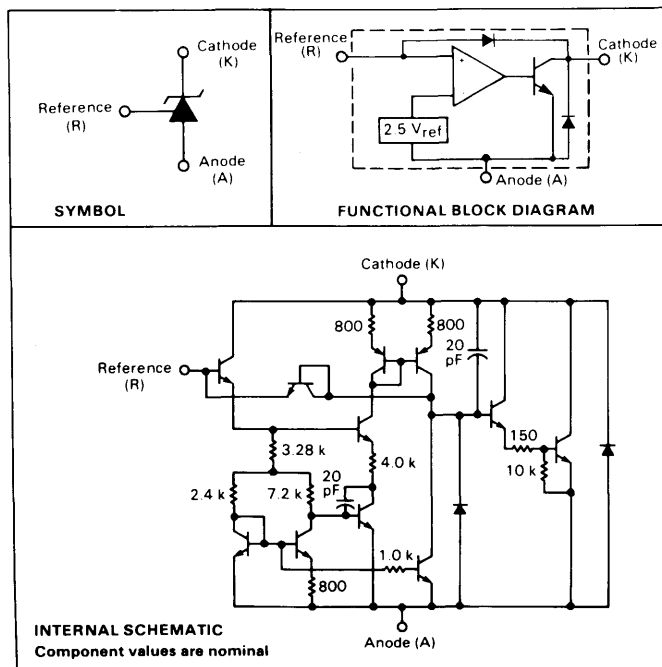 Cathode
(K)
Reference
(R)
Anode
(A)
SYMBOL
Reference
(R)
Cathode
(K)
+
-
2.5 Vref
Anode (A)
FUNCTIONAL BLOCK DIAGRAM
Cathode (K)
800
800
20
pF
Reference
(R)
3.28 k
4.0 k
150
10 k
2.4 k
7.2 k
20
pF
1.0 k
800
Anode (A)
INTERNAL SCHEMATIC
Component values are nominal